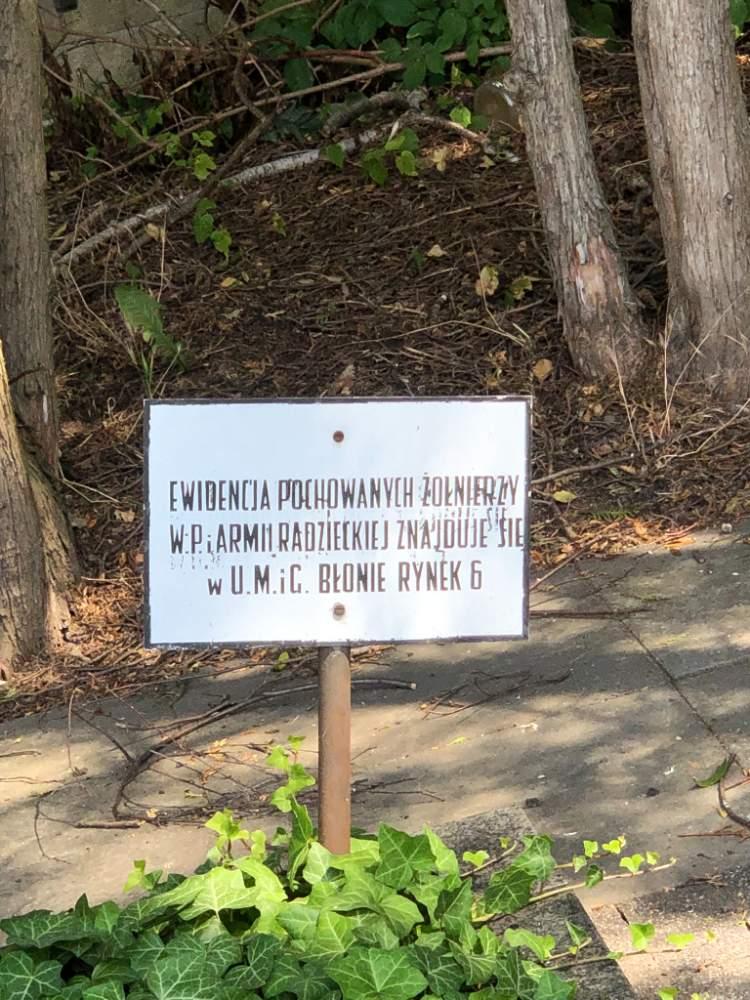 EWIDENCJA POCHOWANYCH ŻOŁNIERZY
W.P. i ARMII RADZIECKIEJ ZNAJDUJE SIĘ
w U.M.i G. BŁONIE RYNEK 6